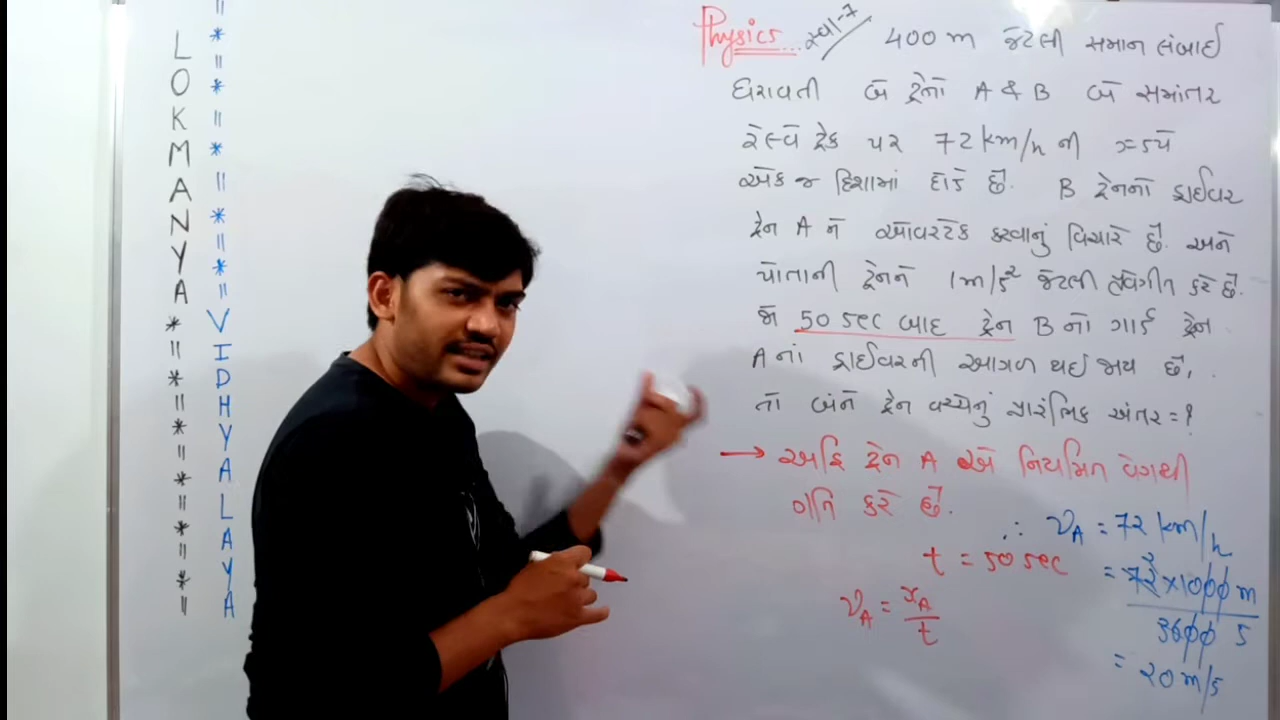 LOKMANYA * || * || * || * || * ||
|| * || * || * || * || * || VIDHYALAYA
Physics... સ્વા-7 400 m જેટલી સમાન લંબાઈ
ધરાવતી બે ટ્રેનો A & B બે સમાંતર
રેલ્વે ટ્રેક પર 72 km/h ની ઝડપે
એક જ દિશામાં દોડે છે. B ટ્રેનનો ડ્રાઈવર
ટ્રેન A ને ઓવરટેક કરવાનું વિચારે છે. અને
પોતાની ટ્રેનને 1m/s² જેટલી પ્રવેગીત કરે છે.
જો 50 sec બાદ ટ્રેન B નો ગાર્ડ ટ્રેન
A નાં ડ્રાઈવરની આગળ થઈ જાય છે,
તો બંને ટ્રેન વચ્ચેનું પ્રારંભિક અંતર = ?
→ અહિ ટ્રેન A એ નિયમિત વેગથી
ગતિ કરે છે.
∴ v_A = 72 km/h
t = 50 sec
= 72 × 1000 m / 3600 s
v_A = x_A / t
= 20 m/s